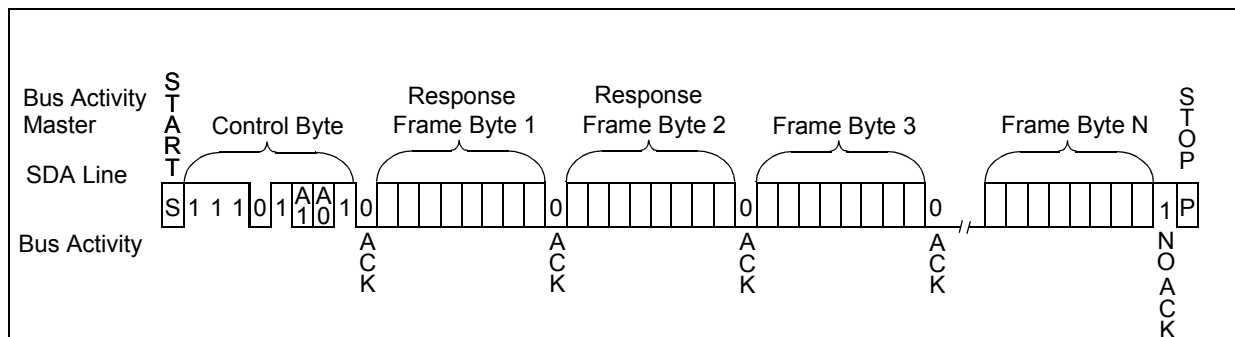 START
STOP
Bus Activity
Master
Control Byte
Response
Frame Byte 1
Response
Frame Byte 2
Frame Byte 3
Frame Byte N
SDA Line
S 1 1 1 0 1 A1 A0 1 0 0 0 0 1 P
Bus Activity
ACK
ACK
ACK
ACK
NO ACK